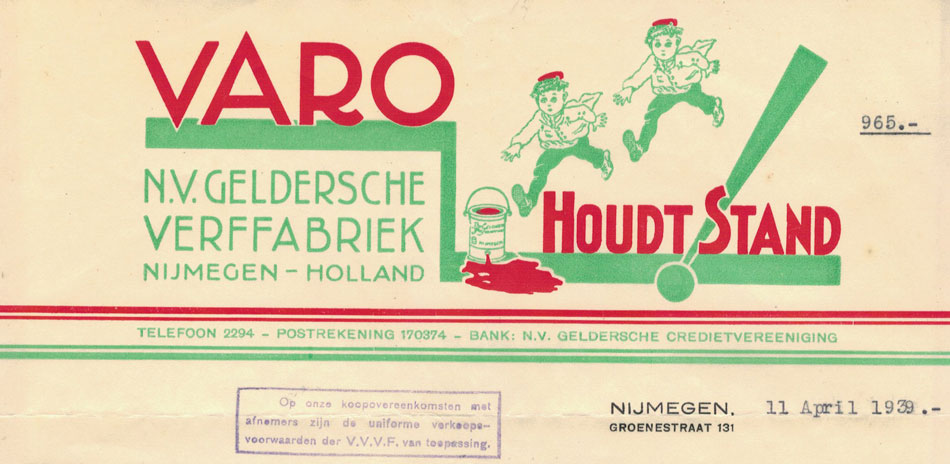 VARO
965.-
N.V. GELDERSCHE
VERFFABRIEK
NIJMEGEN - HOLLAND
HOUDT STAND
TELEFOON 2294 - POSTREKENING 170374 - BANK: N.V. GELDERSCHE CREDIETVEREENIGING
Op onze koopovereenkomsten met
afnemers zijn de uniforme verkoops-
voorwaarden der V.V.V.F. van toepassing.
NIJMEGEN, 11 April 1939.-
GROENESTRAAT 131